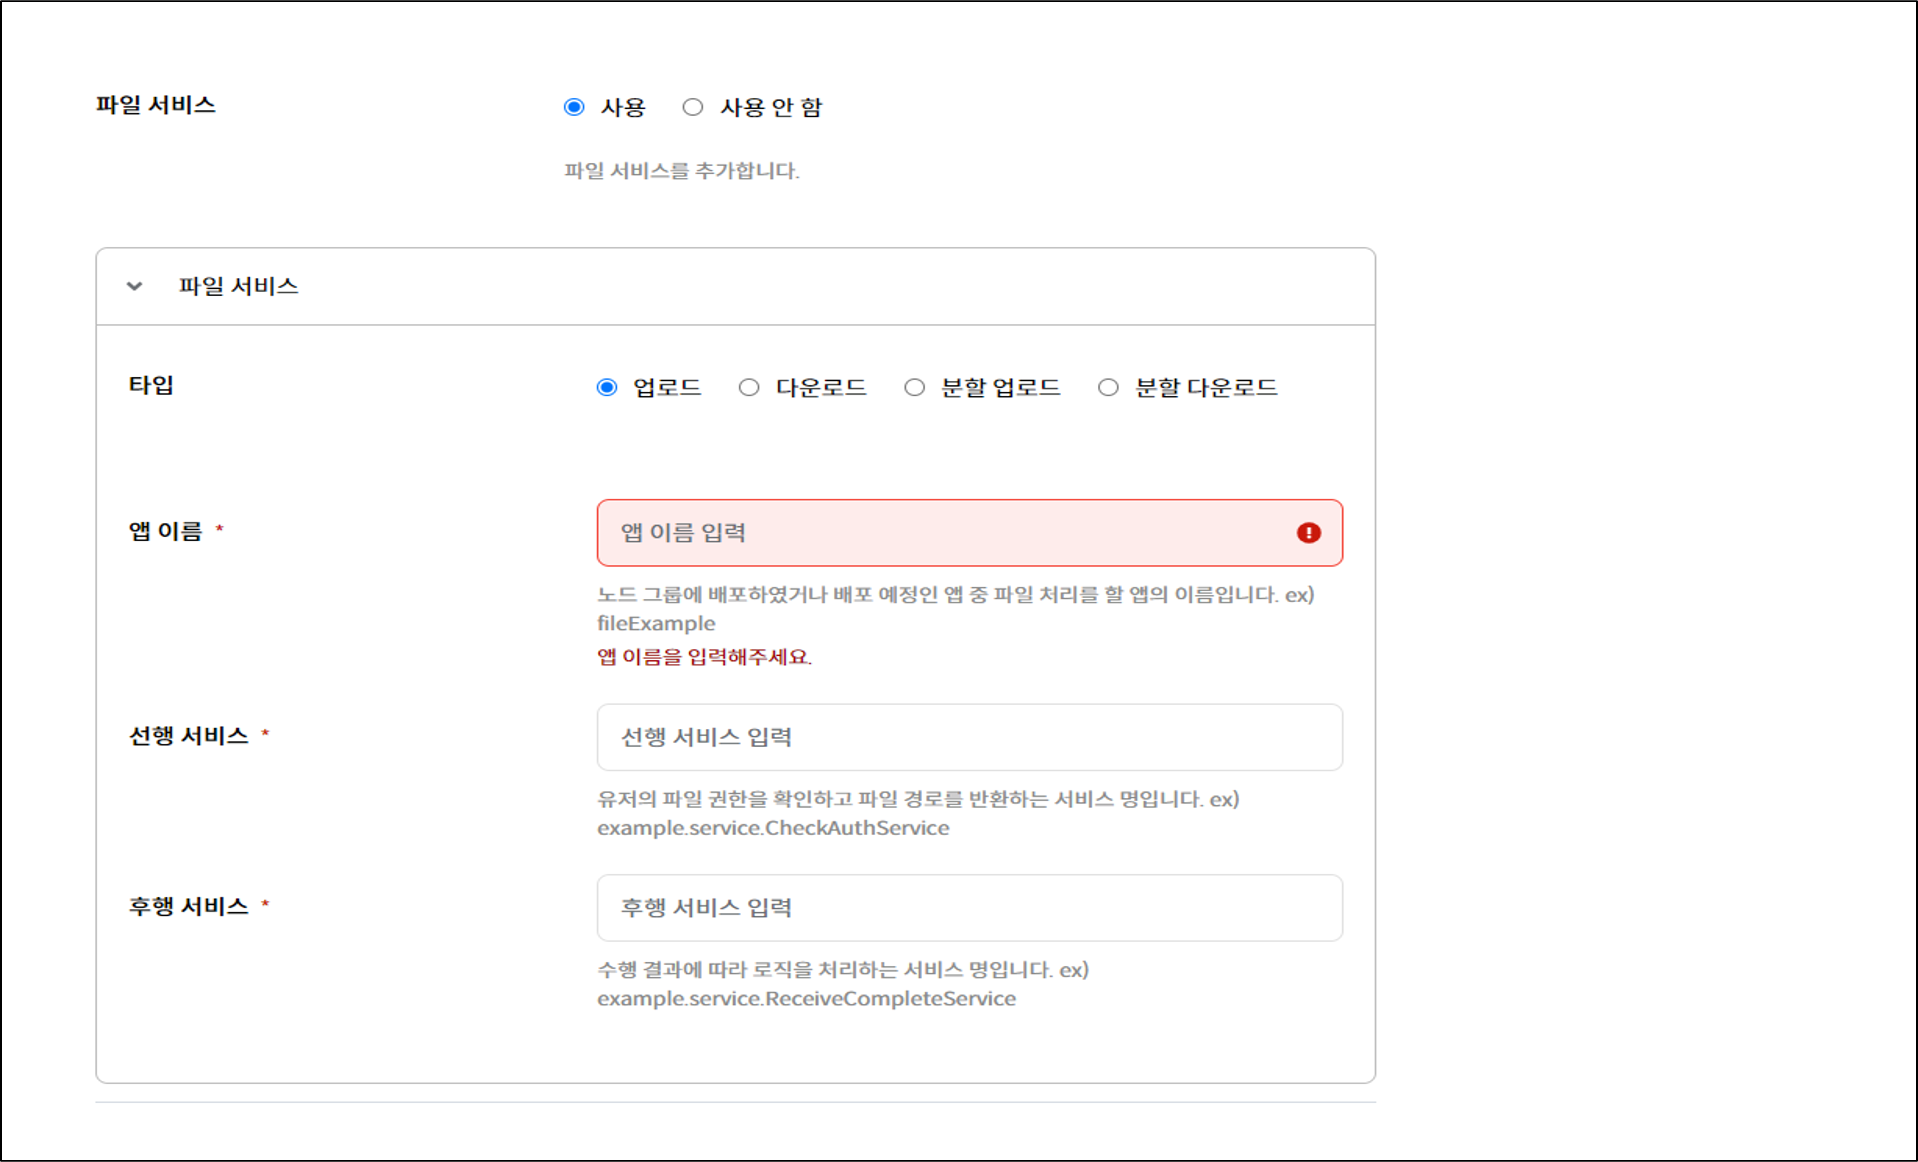 파일 서비스
사용 사용 안 함
파일 서비스를 추가합니다.
파일 서비스
타입
업로드 다운로드 분할 업로드 분할 다운로드
앱 이름 *
앱 이름 입력
노드 그룹에 배포하였거나 배포 예정인 앱 중 파일 처리를 할 앱의 이름입니다. ex)
fileExample
앱 이름을 입력해주세요.
선행 서비스 *
선행 서비스 입력
유저의 파일 권한을 확인하고 파일 경로를 반환하는 서비스 명입니다. ex)
example.service.CheckAuthService
후행 서비스 *
후행 서비스 입력
수행 결과에 따라 로직을 처리하는 서비스 명입니다. ex)
example.service.ReceiveCompleteService